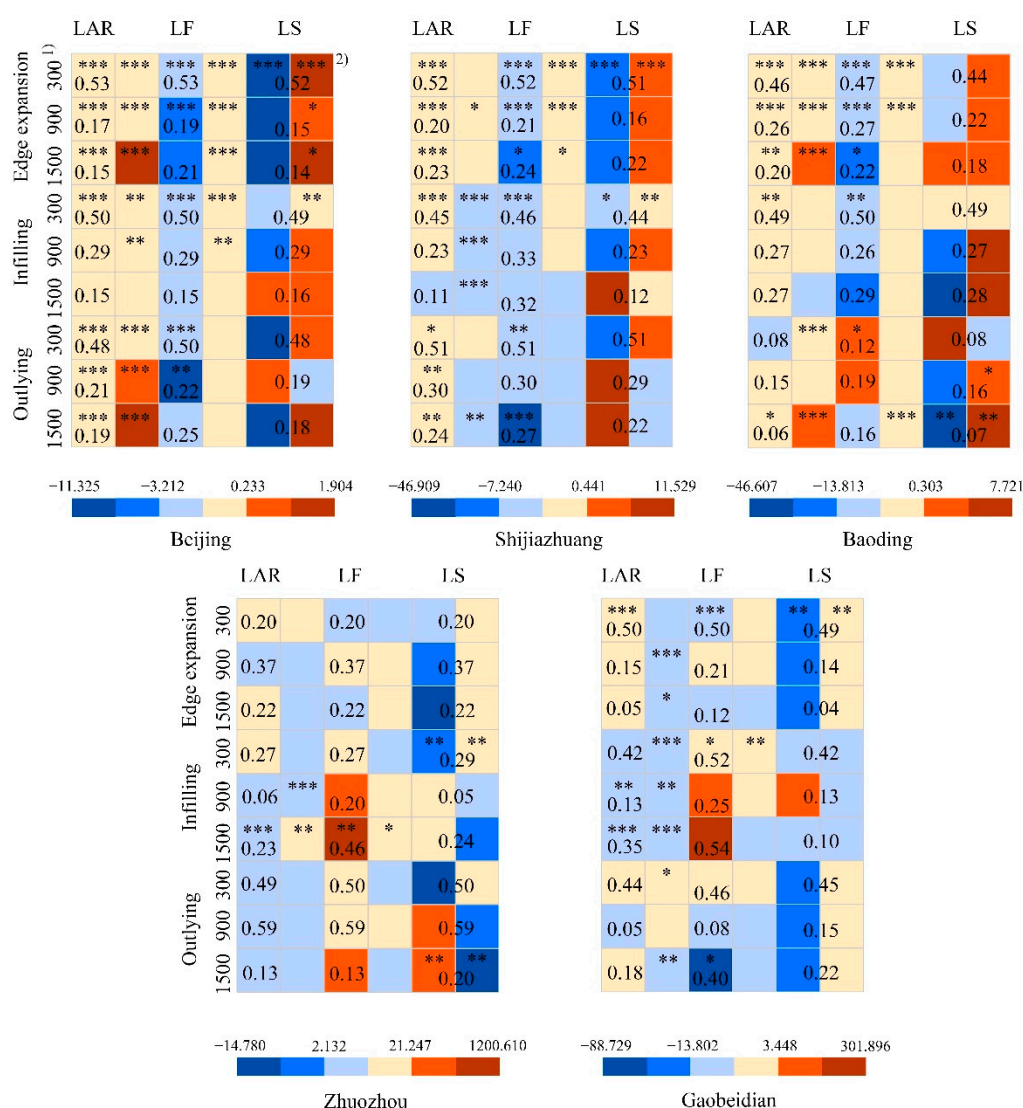 LAR LF LS LAR LF LS LAR LF LS
Edge expansion
Infilling
Outlying
300 1)
*** *** *** *** *** *** 2) *** *** *** *** *** *** *** *** ***
0.53 0.53 0.52 0.52 0.52 0.51 0.46 0.47 0.44
900
*** *** *** *** * *** * *** *** *** *** *** ***
0.17 0.19 0.15 0.20 0.21 0.16 0.26 0.27 0.22
1500
*** *** *** * *** * * ** *** *
0.15 0.21 0.14 0.23 0.24 0.22 0.20 0.22 0.18
300
*** ** *** *** ** *** *** *** * ** ** **
0.50 0.50 0.49 0.45 0.46 0.44 0.49 0.50 0.49
900
** ** ***
0.29 0.29 0.29 0.23 0.33 0.23 0.27 0.26 0.27
1500
***
0.15 0.15 0.16 0.11 0.32 0.12 0.27 0.29 0.28
300
*** *** *** * ** *** *
0.48 0.50 0.48 0.51 0.51 0.51 0.08 0.12 0.08
900
*** *** ** ** *
0.21 0.22 0.19 0.30 0.30 0.29 0.15 0.19 0.16
1500
*** *** ** ** *** * *** *** ** **
0.19 0.25 0.18 0.24 0.27 0.22 0.06 0.16 0.07
−11.325 −3.212 0.233 1.904 −46.909 −7.240 0.441 11.529 −46.607 −13.813 0.303 7.721
Beijing Shijiazhuang Baoding
LAR LF LS LAR LF LS
Edge expansion
Infilling
Outlying
300
*** *** ** **
0.20 0.20 0.20 0.50 0.50 0.49
900
***
0.37 0.37 0.37 0.15 0.21 0.14
1500
*
0.22 0.22 0.22 0.05 0.12 0.04
300
** ** *** * **
0.27 0.27 0.29 0.42 0.52 0.42
900
*** ** **
0.06 0.20 0.05 0.13 0.25 0.13
1500
*** ** ** * *** ***
0.23 0.46 0.24 0.35 0.54 0.10
300
*
0.49 0.50 0.50 0.44 0.46 0.45
900
0.59 0.59 0.59 0.05 0.08 0.15
1500
** ** ** *
0.13 0.13 0.20 0.18 0.40 0.22
−14.780 2.132 21.247 1200.610 −88.729 −13.802 3.448 301.896
Zhuozhou Gaobeidian